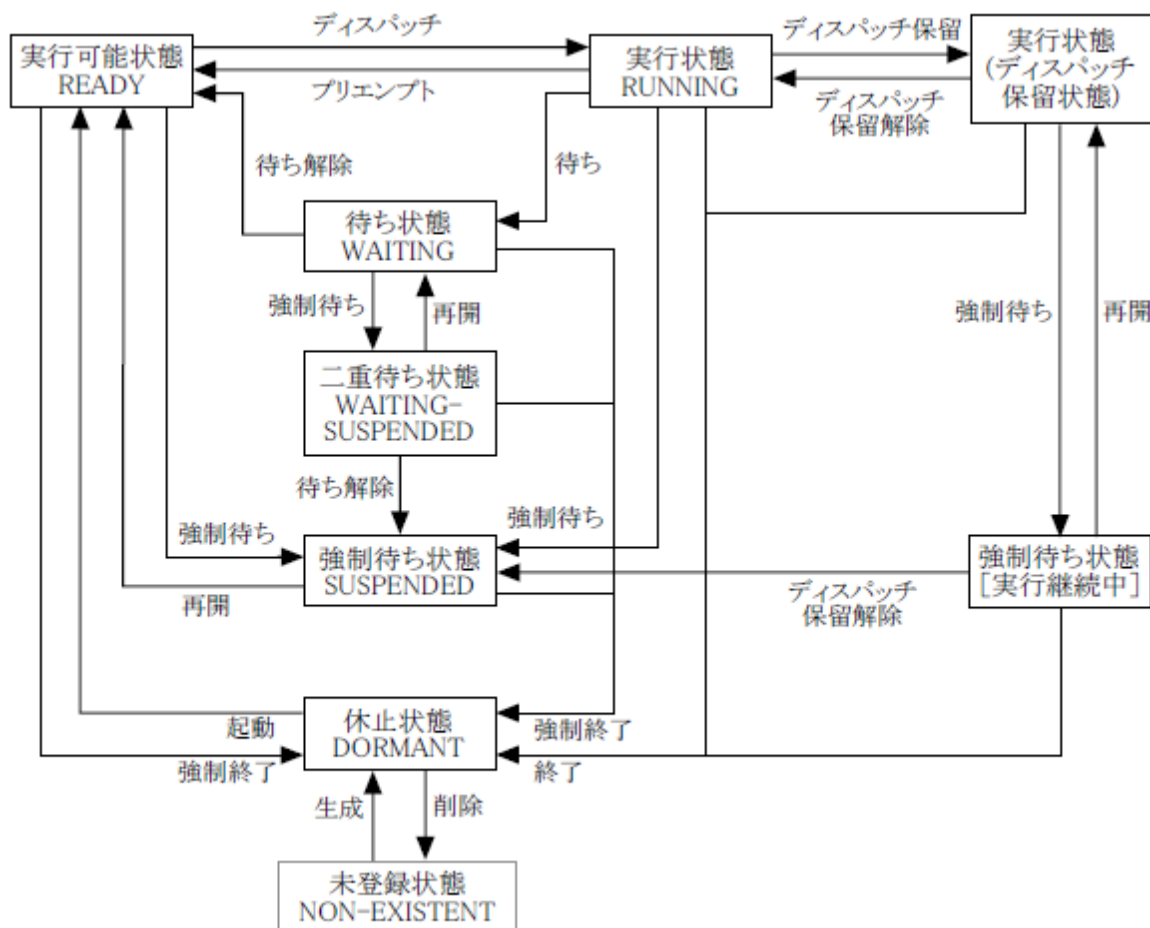 ディスパッチ
ディスパッチ保留
実行可能状態
READY
実行状態
RUNNING
実行状態
(ディスパッチ
保留状態)
プリエンプト
ディスパッチ
保留解除
待ち解除
待ち
待ち状態
WAITING
強制待ち
再開
強制待ち
再開
二重待ち状態
WAITING-
SUSPENDED
待ち解除
強制待ち
強制待ち
強制待ち状態
SUSPENDED
強制待ち状態
[実行継続中]
再開
ディスパッチ
保留解除
起動
休止状態
DORMANT
強制終了
強制終了
終了
生成
削除
未登録状態
NON-EXISTENT